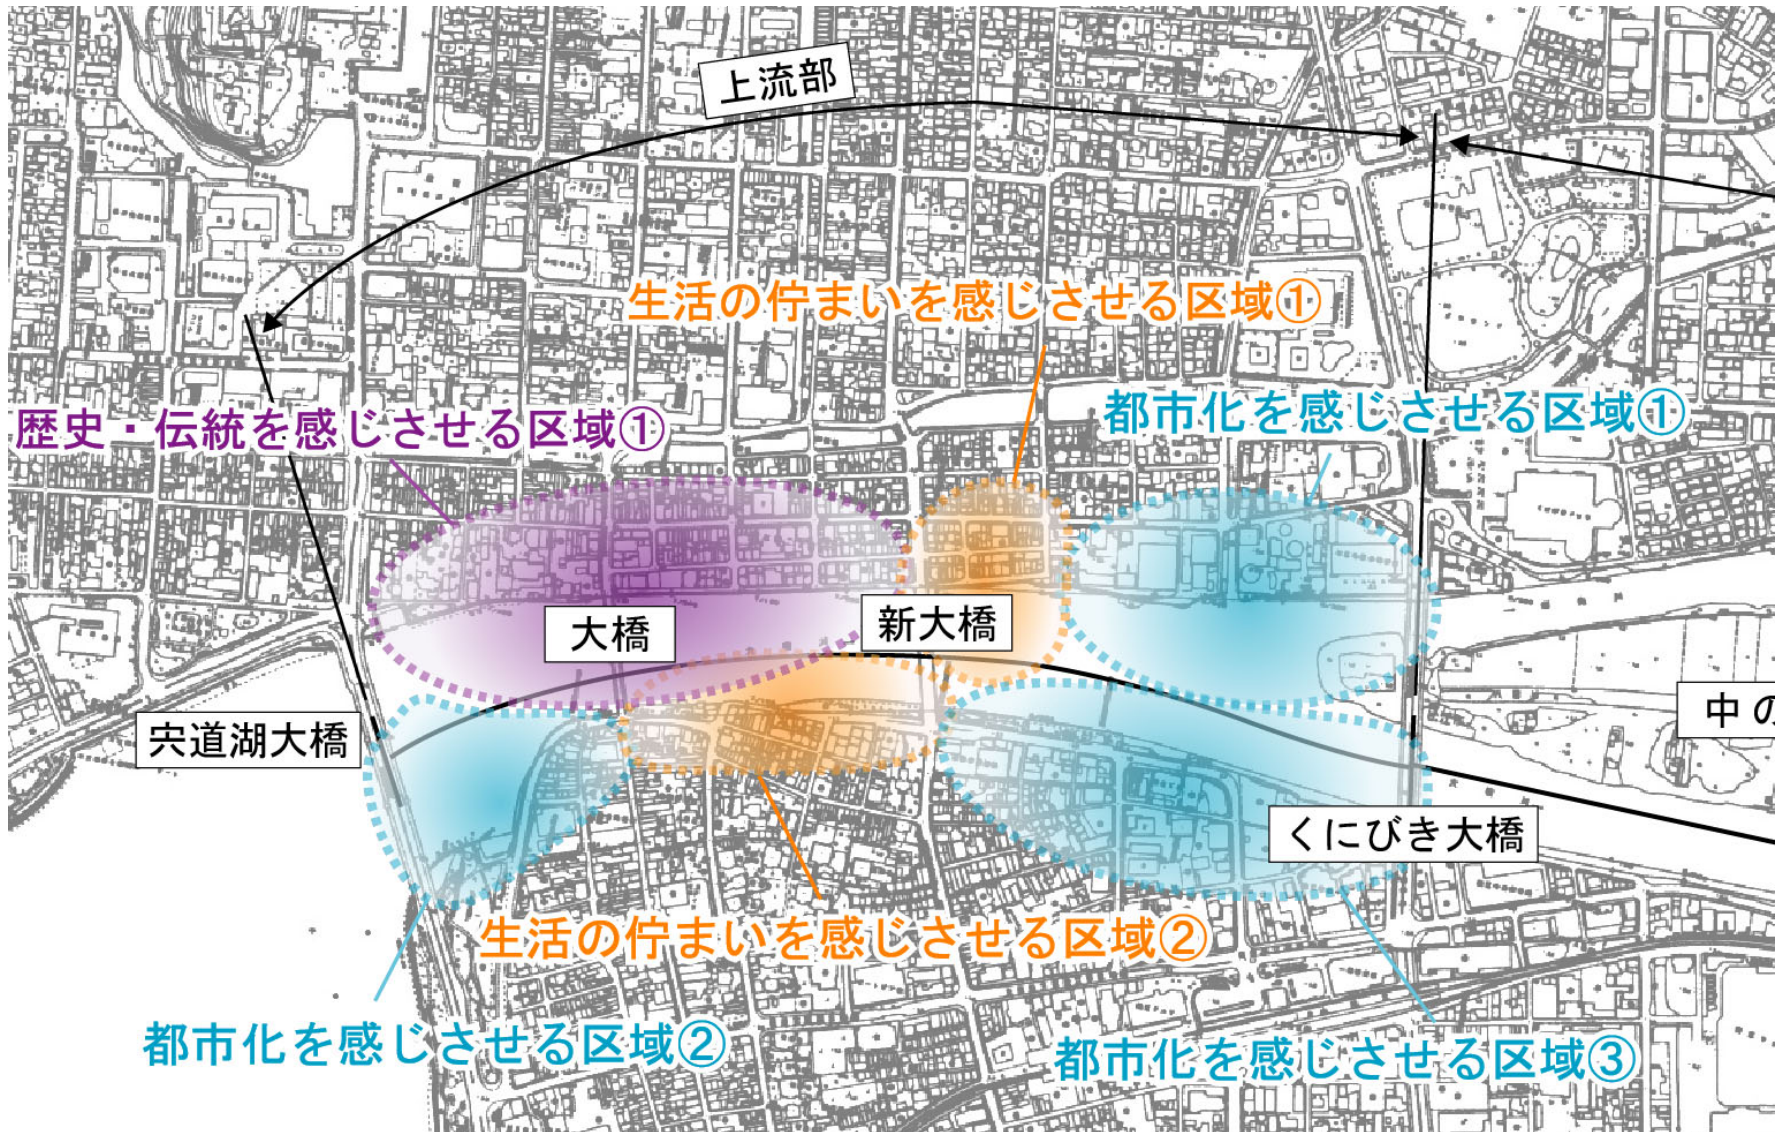 上流部
生活の佇まいを感じさせる区域①
歴史・伝統を感じさせる区域①
都市化を感じさせる区域①
大橋
新大橋
宍道湖大橋
中の
くにびき大橋
生活の佇まいを感じさせる区域②
都市化を感じさせる区域②
都市化を感じさせる区域③